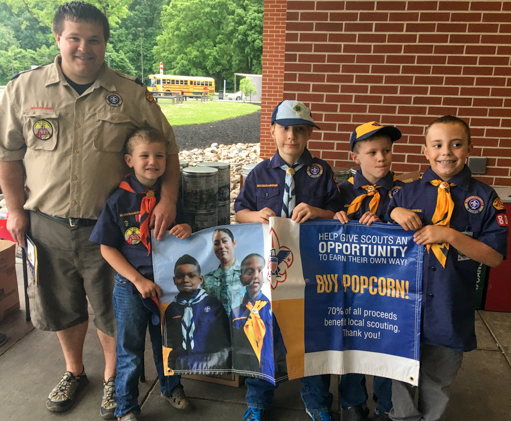 HELP GIVE SCOUTS AN
OPPORTUNITY
TO EARN THEIR OWN WAY!
BUY POPCORN!
70% of all proceeds
benefit local scouting.
Thank you!